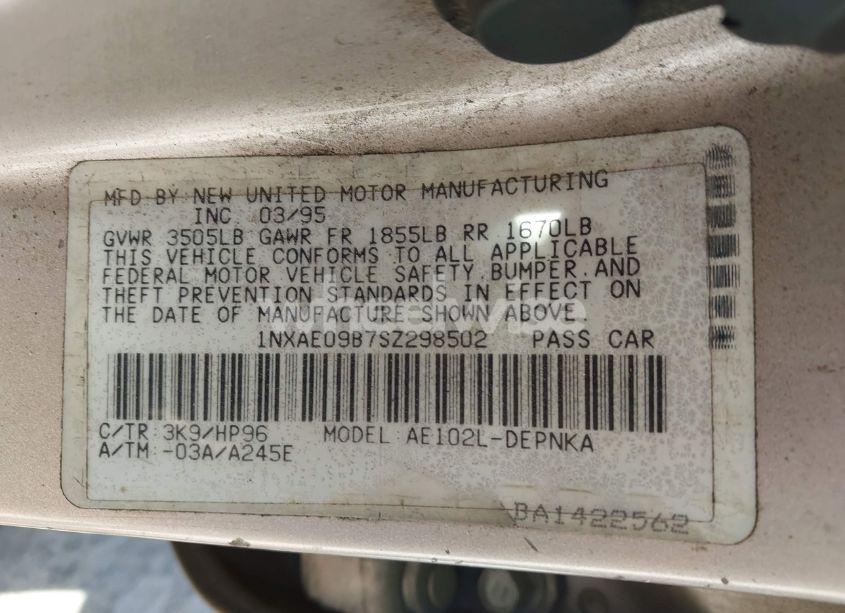 MFD BY NEW UNITED MOTOR MANUFACTURING
INC 03/95
GVWR 3505LB GAWR FR 1855LB RR 1670LB
THIS VEHICLE CONFORMS TO ALL APPLICABLE
FEDERAL MOTOR VEHICLE SAFETY, BUMPER, AND
THEFT PREVENTION STANDARDS IN EFFECT ON
THE DATE OF MANUFACTURE SHOWN ABOVE
wheelwise
1NXAE09B7SZ298502 PASS CAR
C/TR 3K9/HP96 MODEL AE102L-DEPNKA
A/TM -03A/A245E
BA1422562